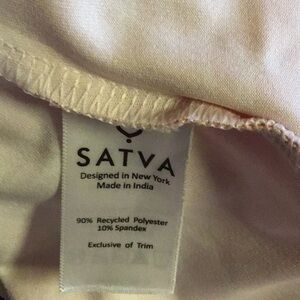 SATVA
Designed in New York
Made in India
90% Recycled Polyester
10% Spandex
Exclusive of Trim